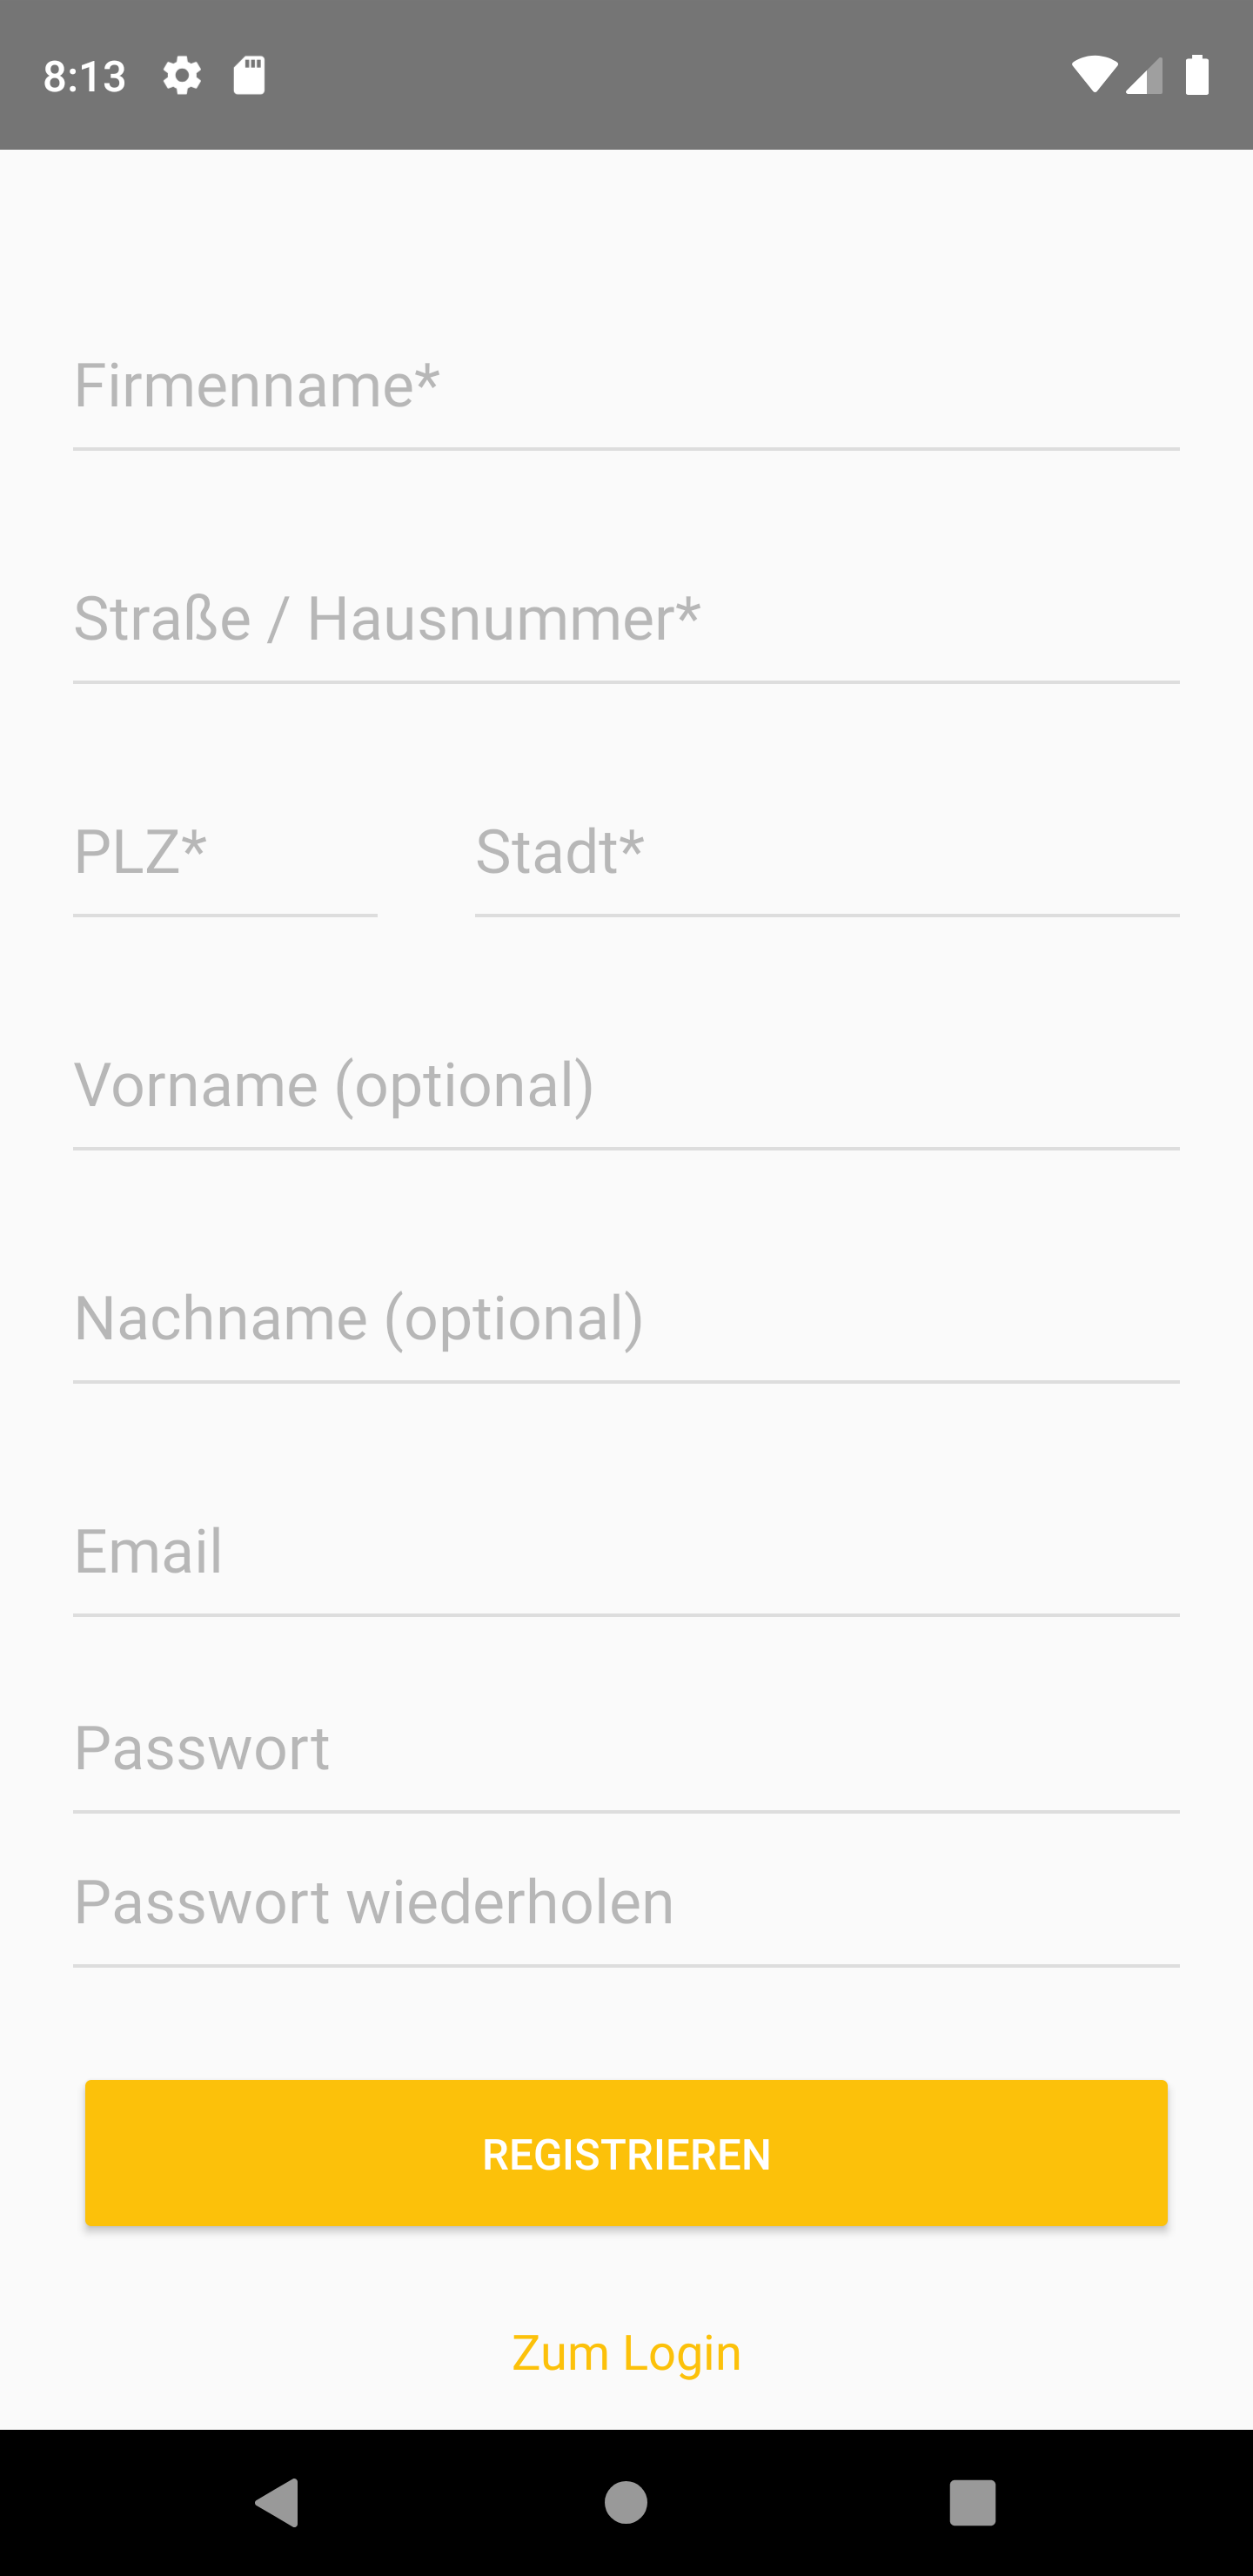 8:13
Firmenname*
Straße / Hausnummer*
PLZ* Stadt*
Vorname (optional)
Nachname (optional)
Email
Passwort
Passwort wiederholen
REGISTRIEREN
Zum Login